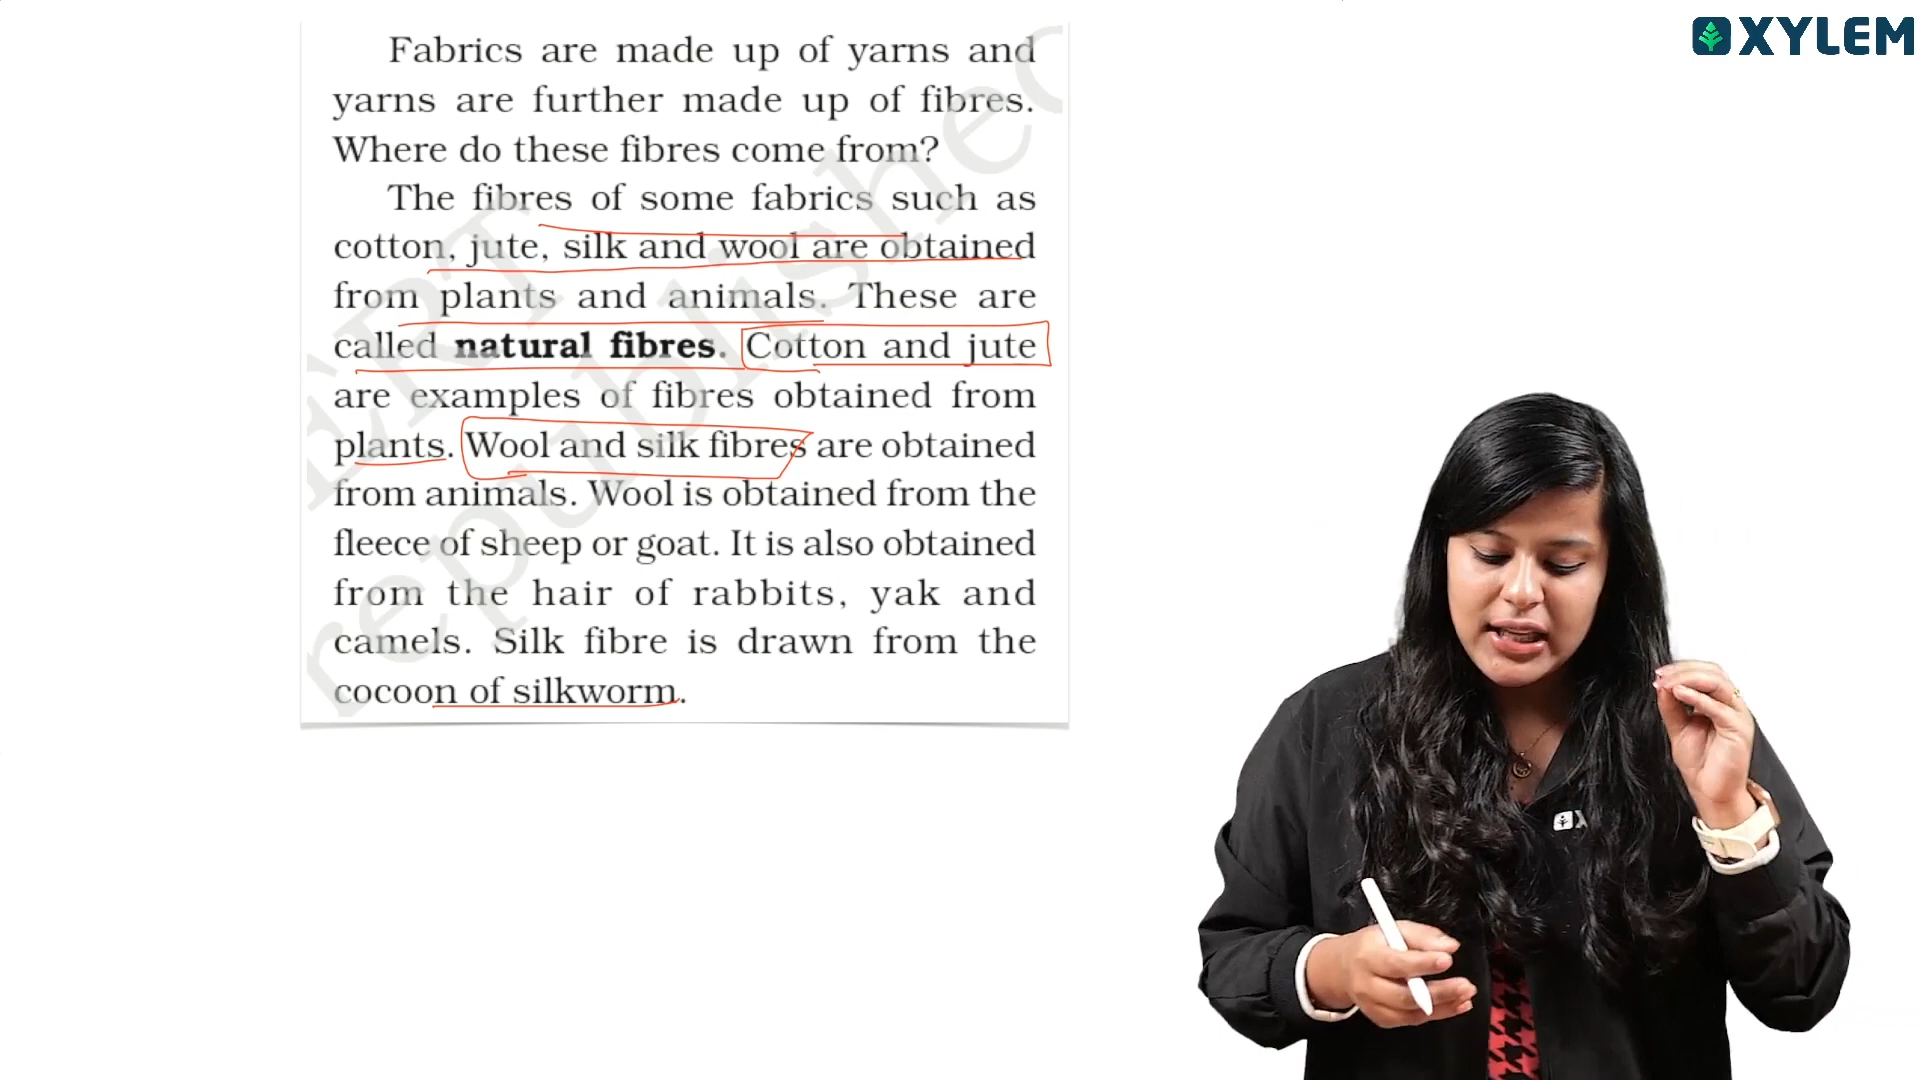 XYLEM
Fabrics are made up of yarns and
yarns are further made up of fibres.
Where do these fibres come from?
The fibres of some fabrics such as
cotton, jute, silk and wool are obtained
from plants and animals. These are
called natural fibres. Cotton and jute
are examples of fibres obtained from
plants. Wool and silk fibres are obtained
from animals. Wool is obtained from the
fleece of sheep or goat. It is also obtained
from the hair of rabbits, yak and
camels. Silk fibre is drawn from the
cocoon of silkworm.
republished